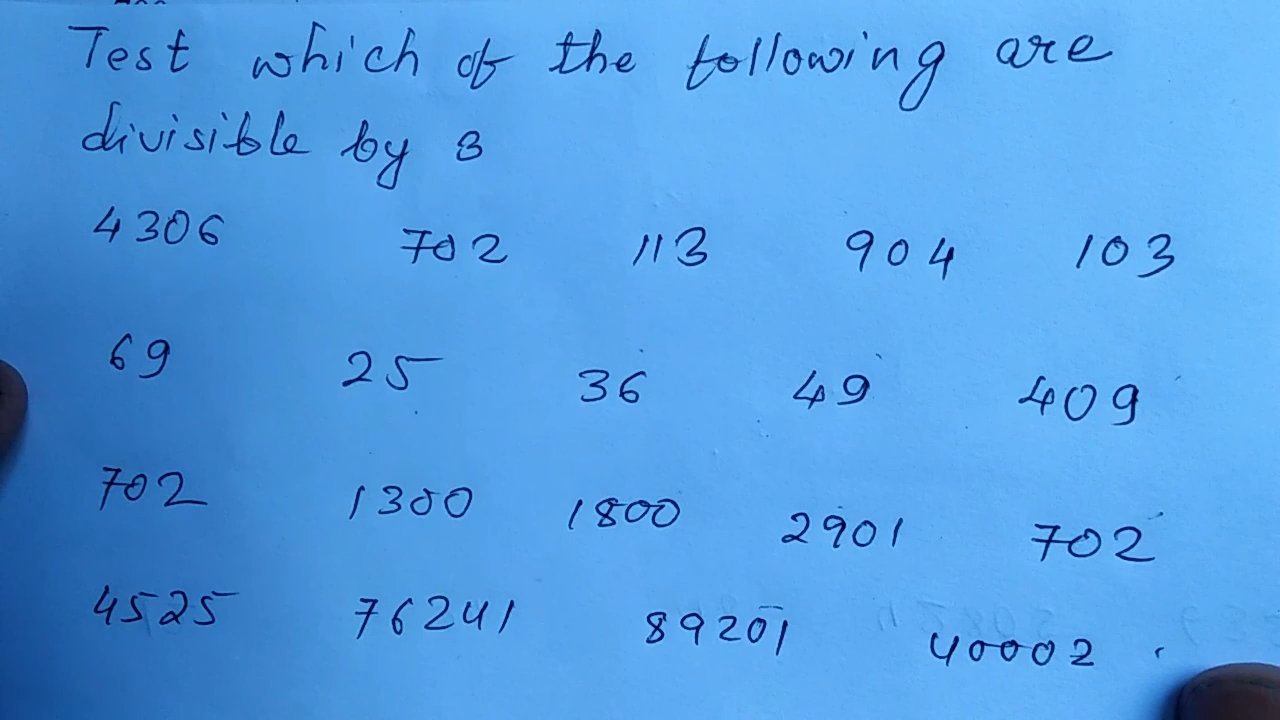 Test which of the following are
divisible by 3
4306 702 113 904 103
69 25 36 49 409
702 1300 1800 2901 702
4525 76241 89201 40002